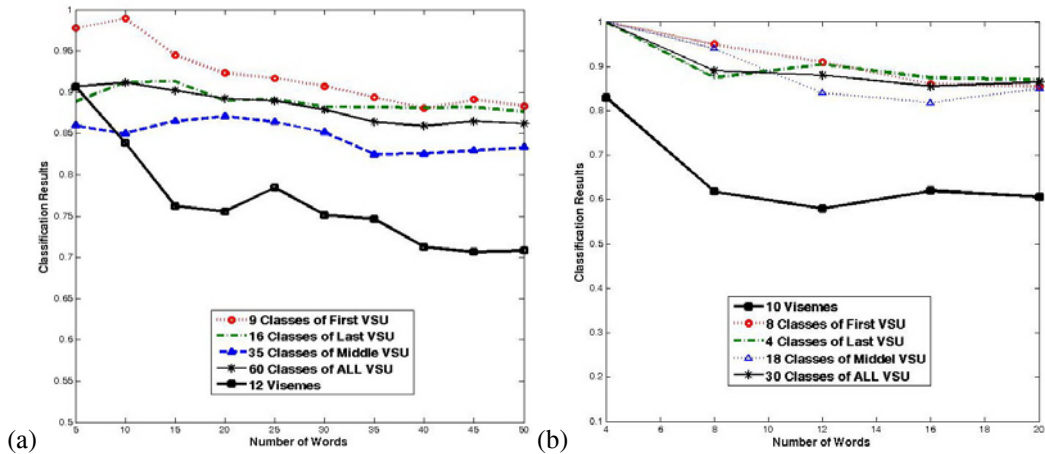 1
0.95
0.9
0.85
0.8
0.75
0.7
0.65
0.6
0.55
0.5
Classification Results
9 Classes of First VSU
16 Classes of Last VSU
35 Classes of Middle VSU
60 Classes of ALL VSU
12 Visemes
5 10 15 20 25 30 35 40 45 50
Number of Words
(a)
1
0.9
0.8
0.7
0.6
0.5
0.4
0.3
0.2
0.1
Classification Results
10 Visemes
8 Classes of First VSU
4 Classes of Last VSU
18 Classes of Middel VSU
30 Classes of ALL VSU
4 6 8 10 12 14 16 18 20
Number of Words
(b)